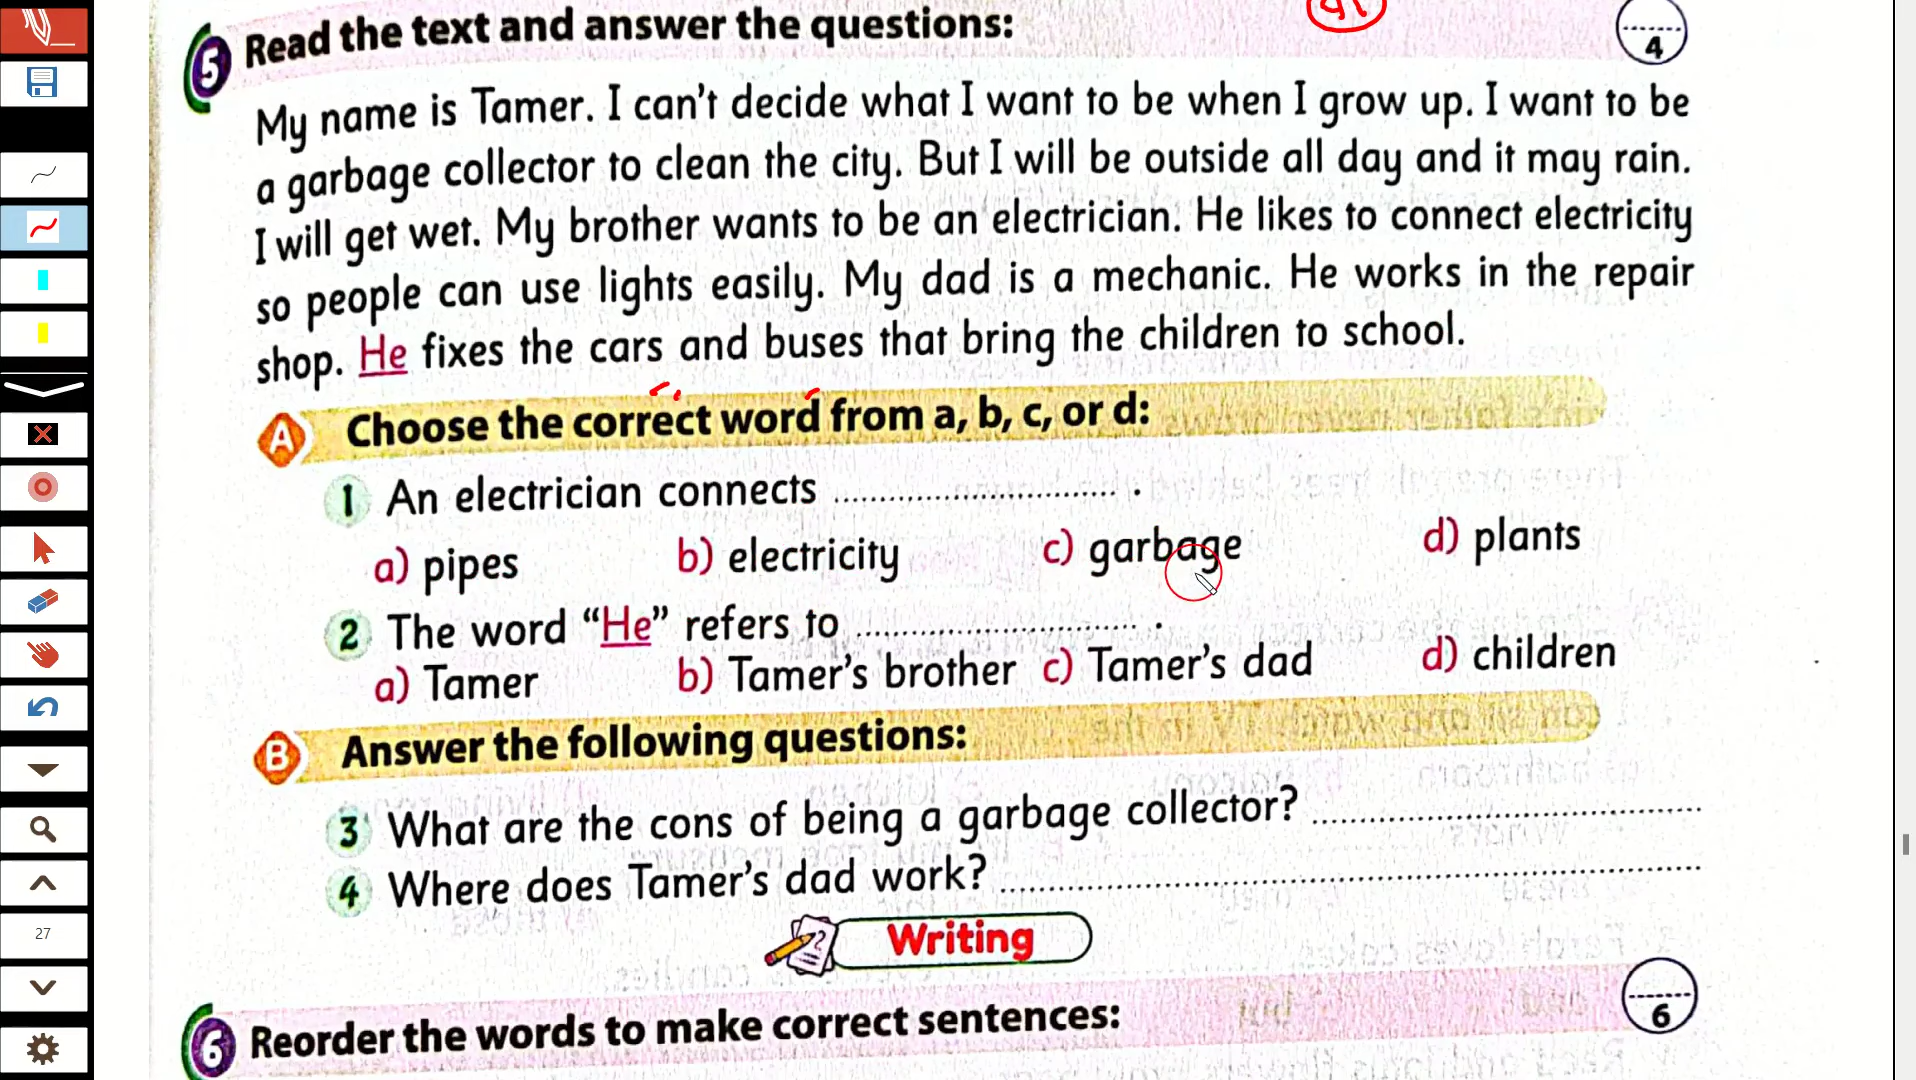 5 Read the text and answer the questions:
4
My name is Tamer. I can't decide what I want to be when I grow up. I want to be
a garbage collector to clean the city. But I will be outside all day and it may rain.
I will get wet. My brother wants to be an electrician. He likes to connect electricity
so people can use lights easily. My dad is a mechanic. He works in the repair
shop. He fixes the cars and buses that bring the children to school.
A Choose the correct word from a, b, c, or d:
1 An electrician connects .............................. .
a) pipes b) electricity c) garbage d) plants
2 The word “He” refers to .............................. .
a) Tamer b) Tamer's brother c) Tamer's dad d) children
B Answer the following questions:
3 What are the cons of being a garbage collector? ..............................
4 Where does Tamer's dad work? ..............................
27
Writing
6 Reorder the words to make correct sentences:
6